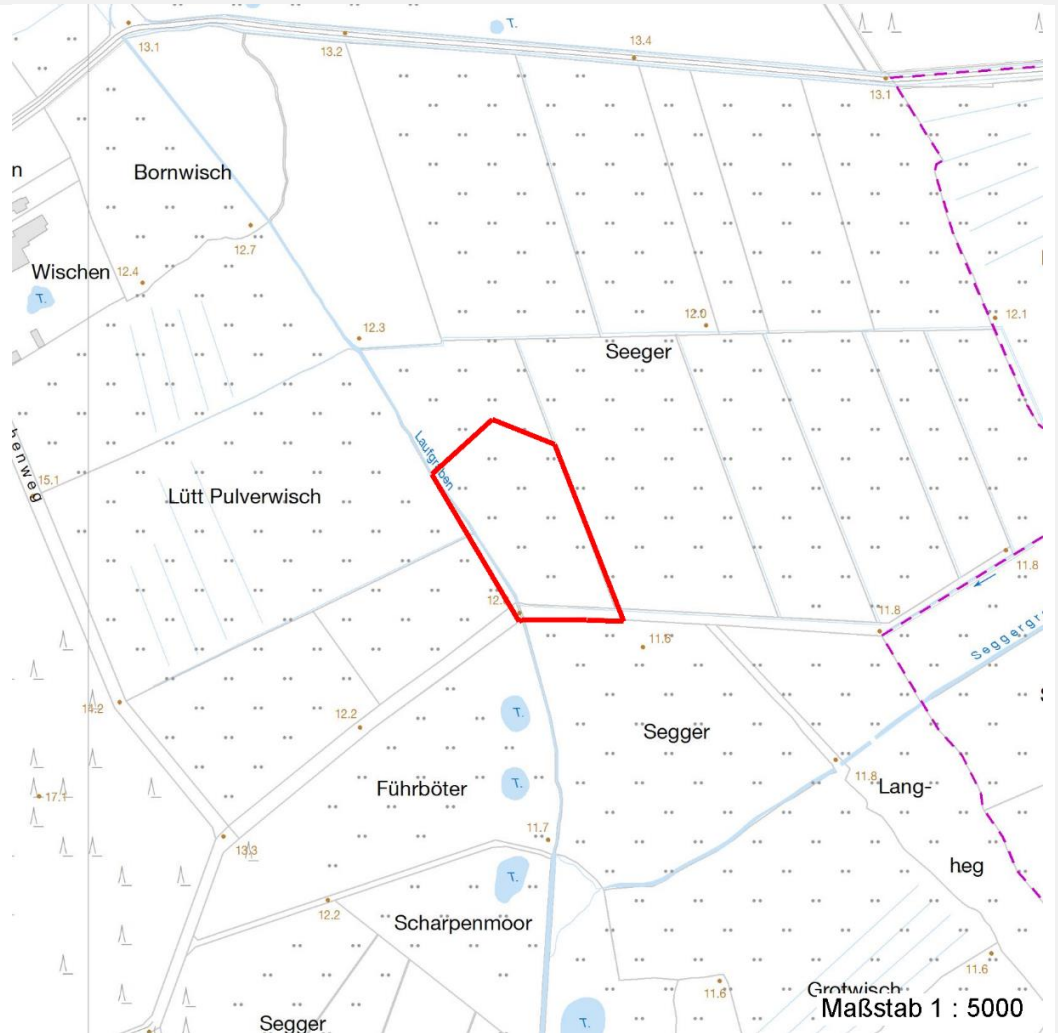 T.
13.1
13.2
13.4
13.1
n
Bornwisch
12.7
Wischen
12.4
T.
12.3
12.0
12.1
Seeger
Laufgraben
benweg
15.1
Lütt Pulverwisch
11.8
12.
11.8
11.8
Seggergr
14.2
12.2
T.
Segger
11.8
Lang-
17.1
Führböter
T.
13.3
11.7
heg
T.
12.2
Scharpenmoor
11.6
11.6
Grotwisch
Maßstab 1 : 5000
Segger
T.